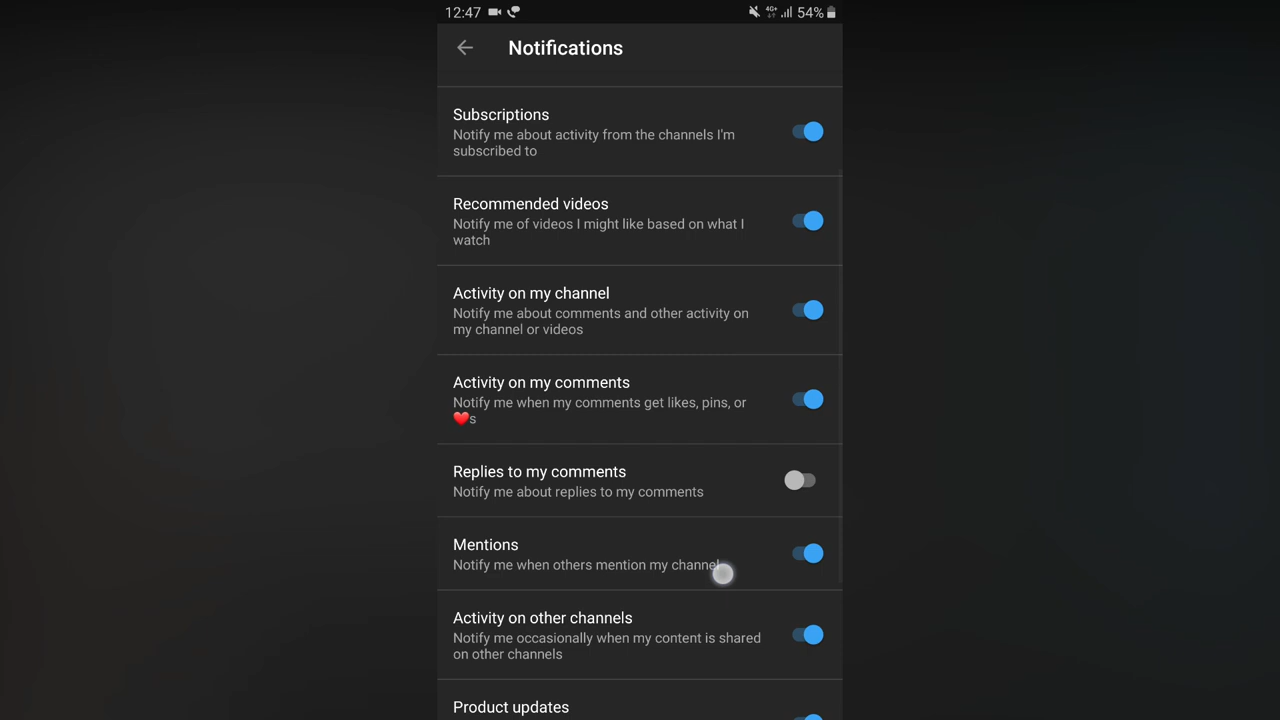 12:47
4G+
54%
Notifications
Subscriptions
Notify me about activity from the channels I'm
subscribed to
Recommended videos
Notify me of videos I might like based on what I
watch
Activity on my channel
Notify me about comments and other activity on
my channel or videos
Activity on my comments
Notify me when my comments get likes, pins, or
❤️s
Replies to my comments
Notify me about replies to my comments
Mentions
Notify me when others mention my channel
Activity on other channels
Notify me occasionally when my content is shared
on other channels
Product updates